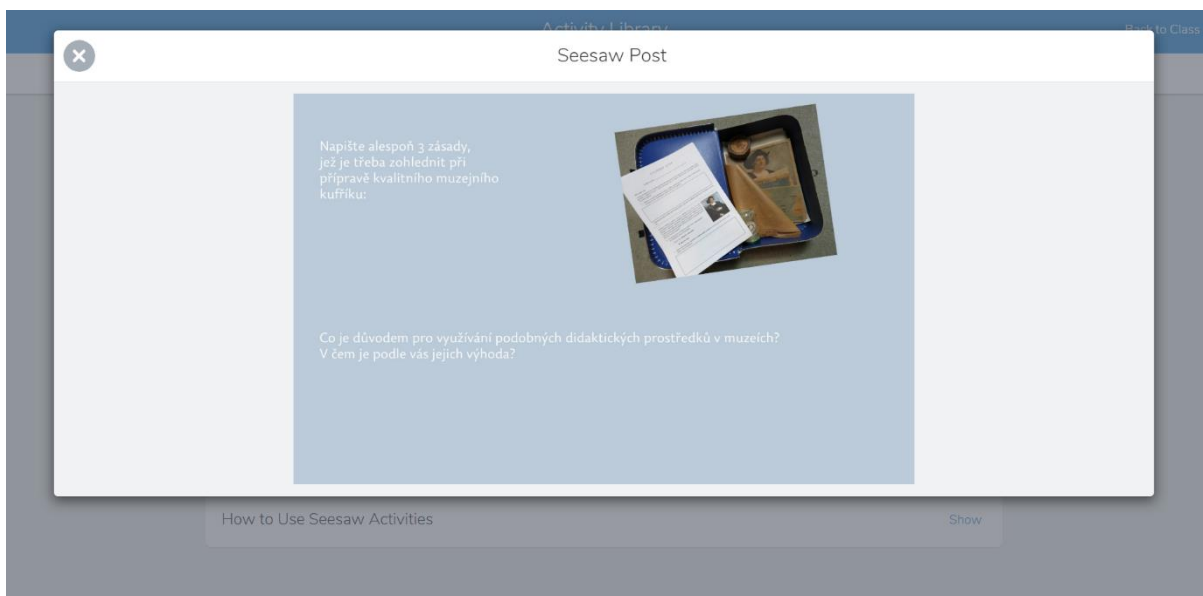 Activity Library
Back to Class
Seesaw Post
Napište alespoň 3 zásady,
jež je třeba zohlednit při
přípravě kvalitního muzejního
kufříku:
Co je důvodem pro využívání podobných didaktických prostředků v muzeích?
V čem je podle vás jejich výhoda?
How to Use Seesaw Activities
Show